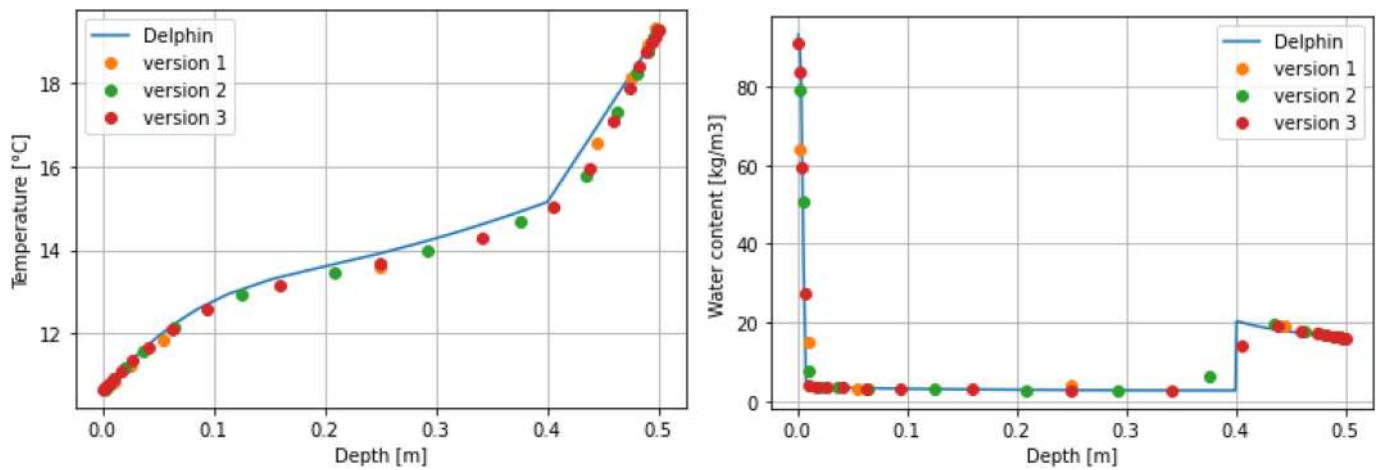 Delphin
version 1
version 2
version 3
18
16
14
12
Temperature [°C]
0.0 0.1 0.2 0.3 0.4 0.5
Depth [m]
Delphin
version 1
version 2
version 3
80
60
40
20
0
Water content [kg/m3]
0.0 0.1 0.2 0.3 0.4 0.5
Depth [m]